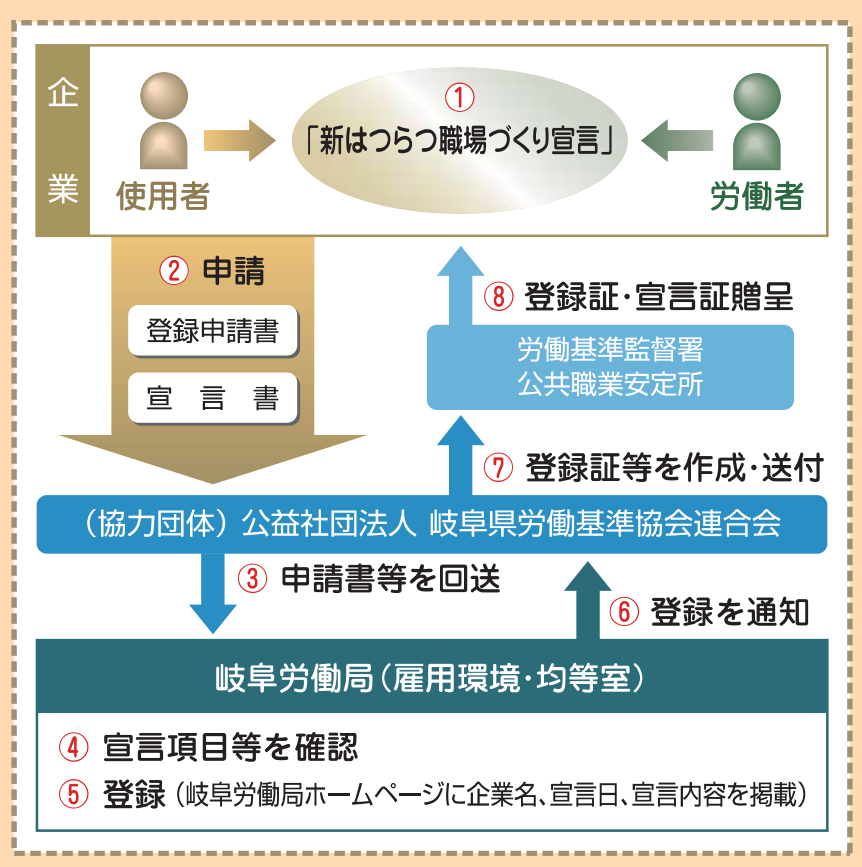 企業
①
「新はつらつ職場づくり宣言」
使用者
労働者
② 申請
登録申請書
宣 言 書
⑧ 登録証・宣言証贈呈
労働基準監督署
公共職業安定所
⑦ 登録証等を作成・送付
（協力団体）公益社団法人 岐阜県労働基準協会連合会
③ 申請書等を回送
⑥ 登録を通知
岐阜労働局（雇用環境・均等室）
④ 宣言項目等を確認
⑤ 登録（岐阜労働局ホームページに企業名、宣言日、宣言内容を掲載）